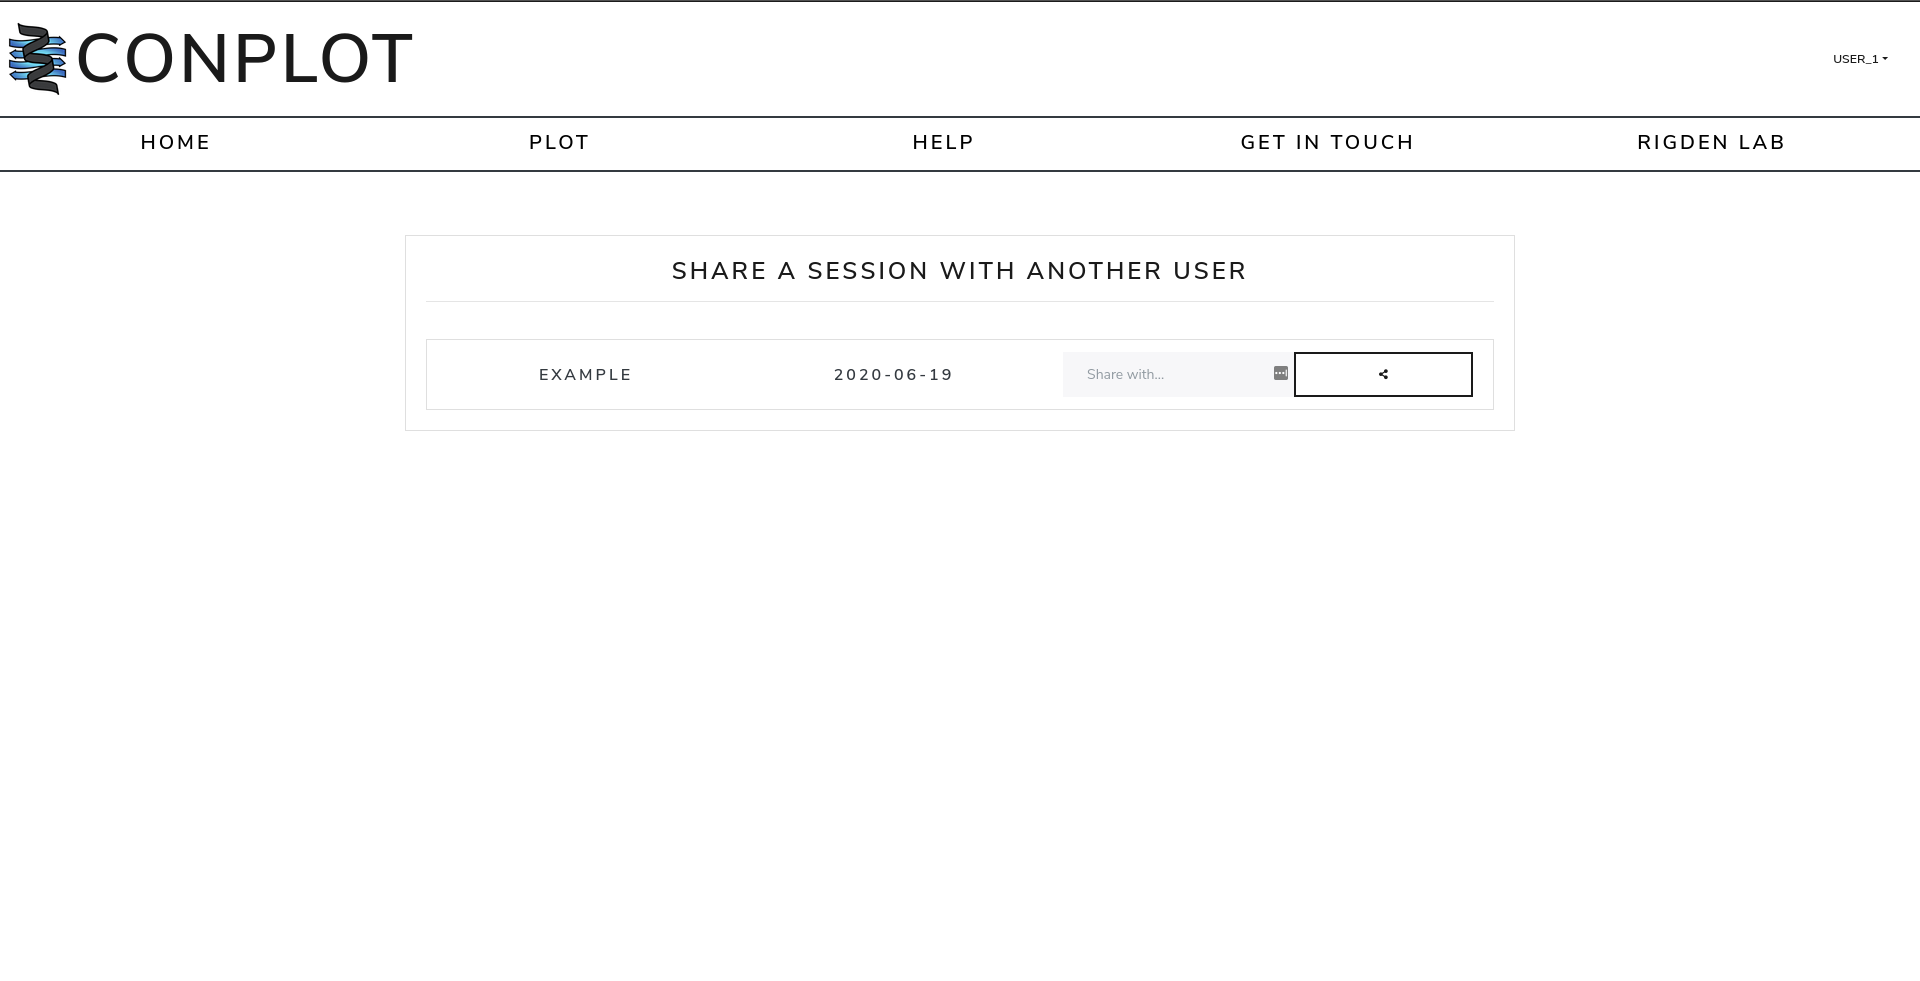 CONPLOT
USER_1
HOME PLOT HELP GET IN TOUCH RIGDEN LAB
SHARE A SESSION WITH ANOTHER USER
EXAMPLE 2020-06-19 Share with...